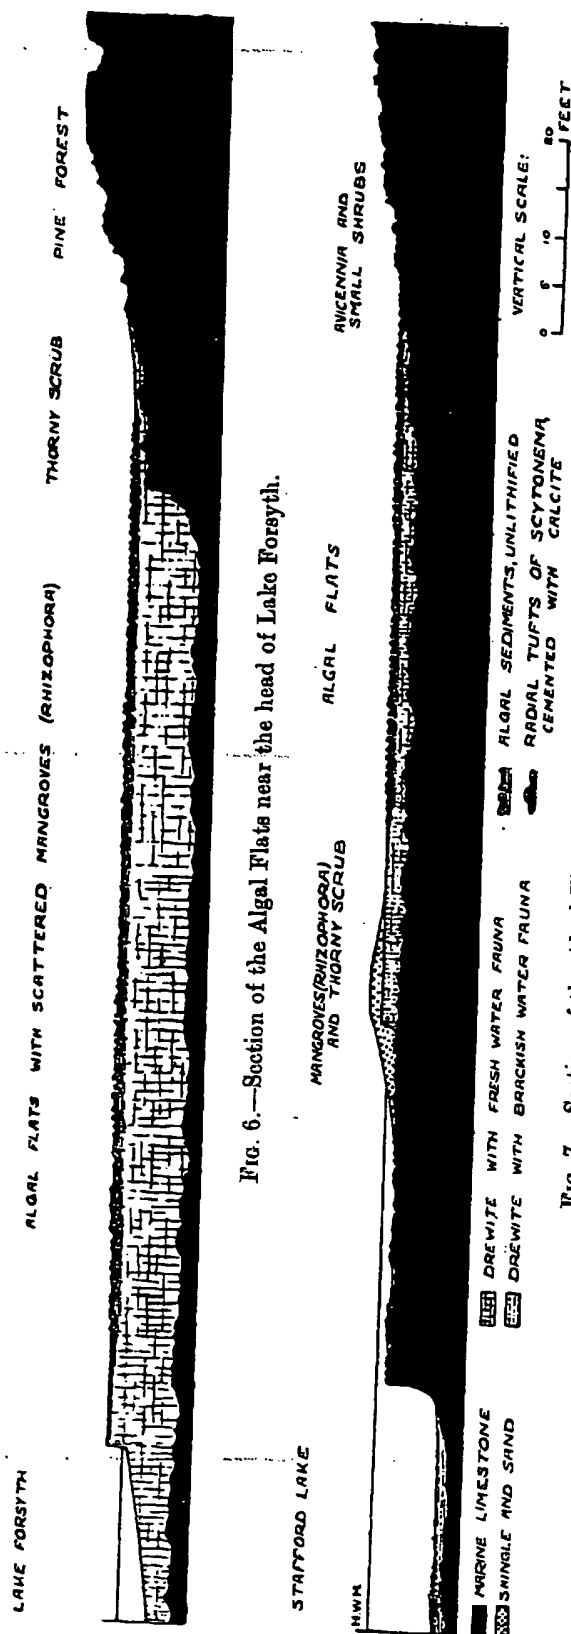 LAKE FORSYTH
ALGAL FLATS WITH SCATTERED MANGROVES (RHIZOPHORA)
THORNY SCRUB
PINE FOREST
FIG. 6.—Section of the Algal Flats near the head of Lake Forsyth.
STAFFORD LAKE
MANGROVES (RHIZOPHORA)
AND THORNY SCRUB
ALGAL FLATS
AVICENNIA AND
SMALL SHRUBS
H.W.M.
MARINE LIMESTONE
SHINGLE AND SAND
DREWITE WITH FRESH WATER FAUNA
DREWITE WITH BRACKISH WATER FAUNA
ALGAL SEDIMENTS, UNLITHIFIED
RADIAL TUFTS OF SCYTONEMA,
CEMENTED WITH CALCITE
VERTICAL SCALE:
0 5 10 20
FEET
FIG. 7.